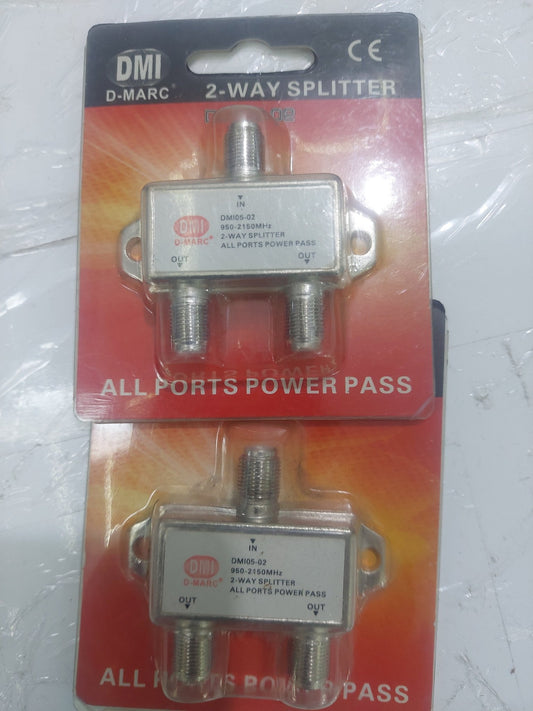 DMI
D-MARC®
2-WAY SPLITTER
CE
IN
DMI05-02
950-2150MHz
2-WAY SPLITTER
ALL PORTS POWER PASS
DMI
D-MARC®
OUT
OUT
ALL PORTS POWER PASS
IN
DMI05-02
950-2150MHz
2-WAY SPLITTER
ALL PORTS POWER PASS
DMI
D-MARC®
OUT
OUT
ALL PORTS POWER PASS